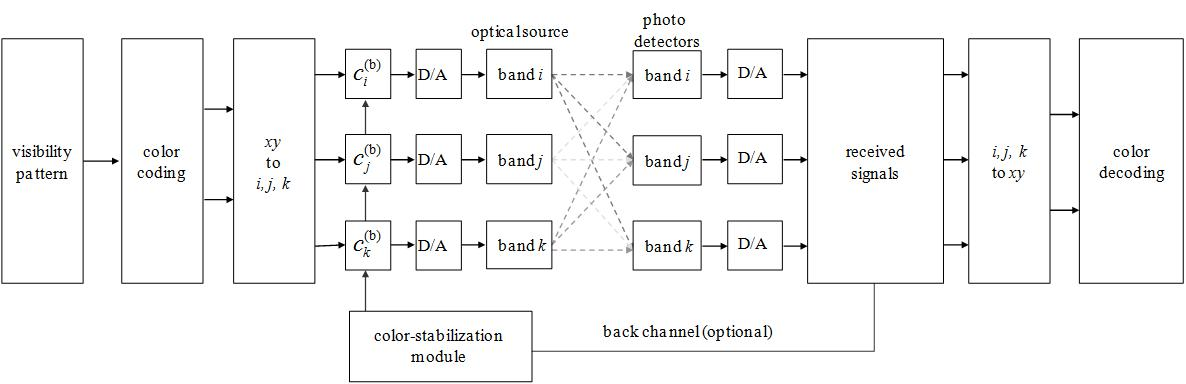 visibility
pattern
color
coding
xy
to
i, j, k
C_i^(b)
C_j^(b)
C_k^(b)
D/A
D/A
D/A
optical source
band i
band j
band k
photo
detectors
band i
band j
band k
D/A
D/A
D/A
received
signals
i, j, k
to xy
color
decoding
color-stabilization
module
back channel (optional)